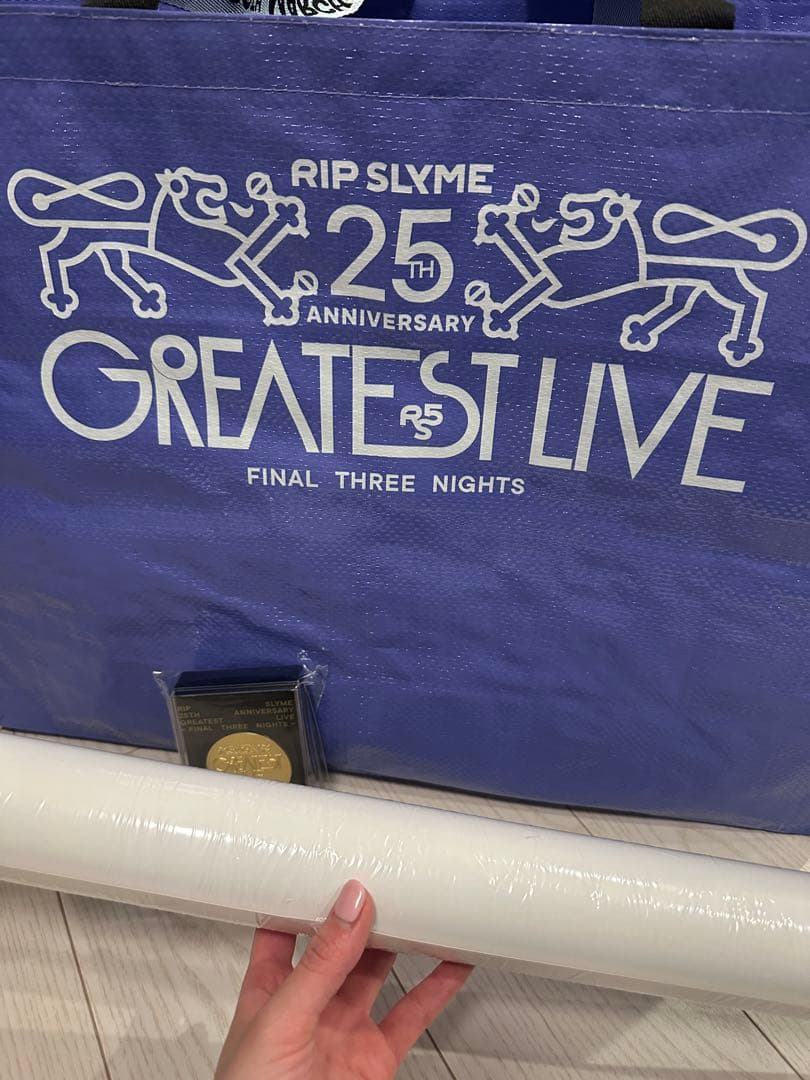 RIP SLYME
25TH
ANNIVERSARY
GREATEST LIVE
RS5
FINAL THREE NIGHTS
RIP SLYME
25TH ANNIVERSARY
GREATEST LIVE
- FINAL THREE NIGHTS -
GREATEST